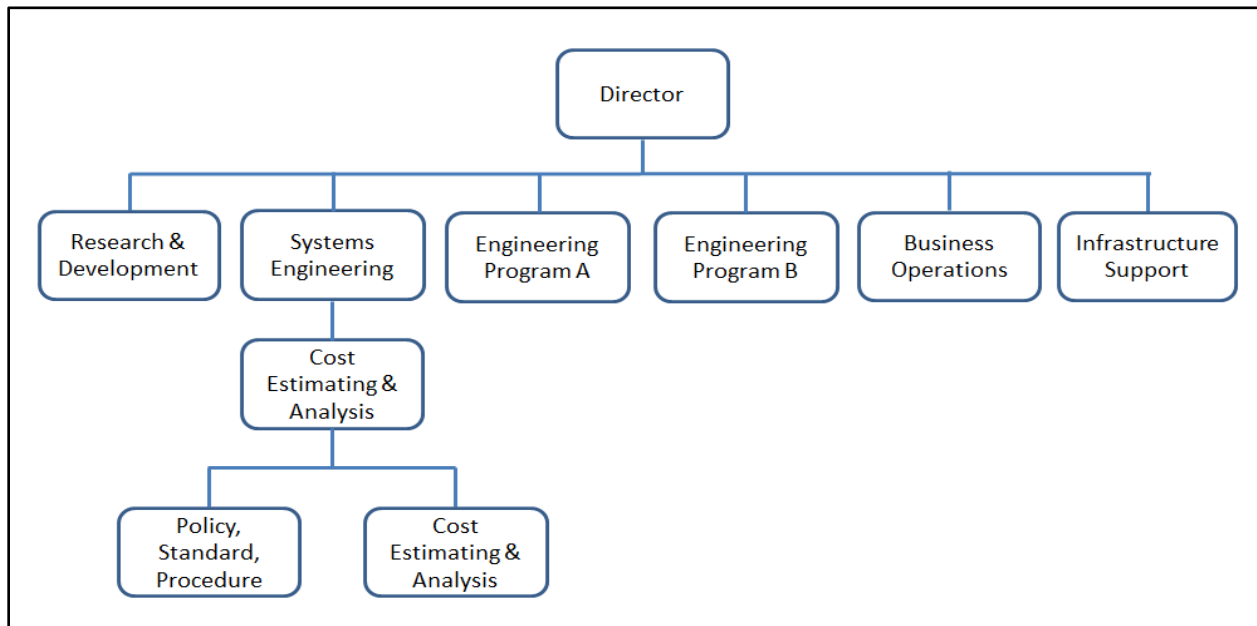 Director
Research &
Development
Systems
Engineering
Engineering
Program A
Engineering
Program B
Business
Operations
Infrastructure
Support
Cost
Estimating &
Analysis
Policy,
Standard,
Procedure
Cost
Estimating &
Analysis